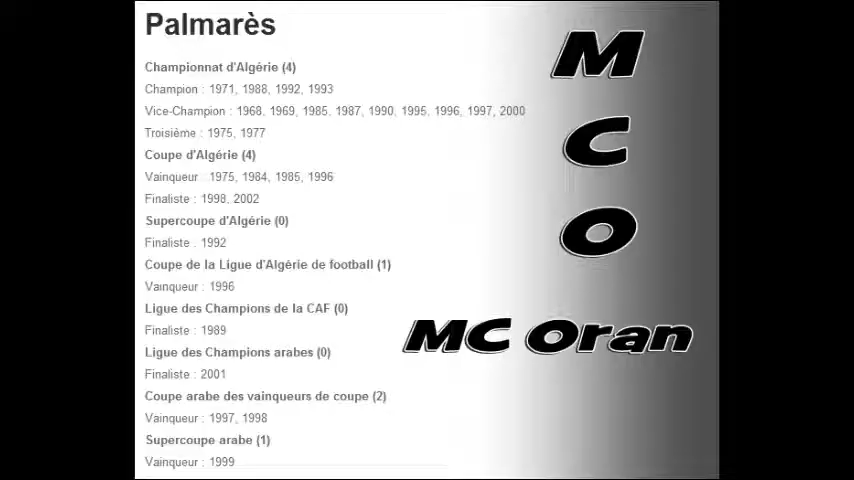 Palmarès
Championnat d'Algérie (4)
Champion : 1971, 1988, 1992, 1993
Vice-Champion : 1968. 1969, 1985. 1987, 1990. 1995. 1996, 1997, 2000
Troisième : 1975, 1977
Coupe d'Algérie (4)
Vainqueur : 1975, 1984, 1985, 1996
Finaliste : 1998. 2002
Supercoupe d'Algérie (0)
Finaliste . 1992
Coupe de la Ligue d'Algérie de football (1)
Vainqueur : 1996
Ligue des Champions de la CAF (0)
Finaliste : 1989
Ligue des Champions arabes (0)
Finaliste : 2001
Coupe arabe des vainqueurs de coupe (2)
Vainqueur : 1997, 1998
Supercoupe arabe (1)
Vainqueur : 1999
M
C
O
MC Oran